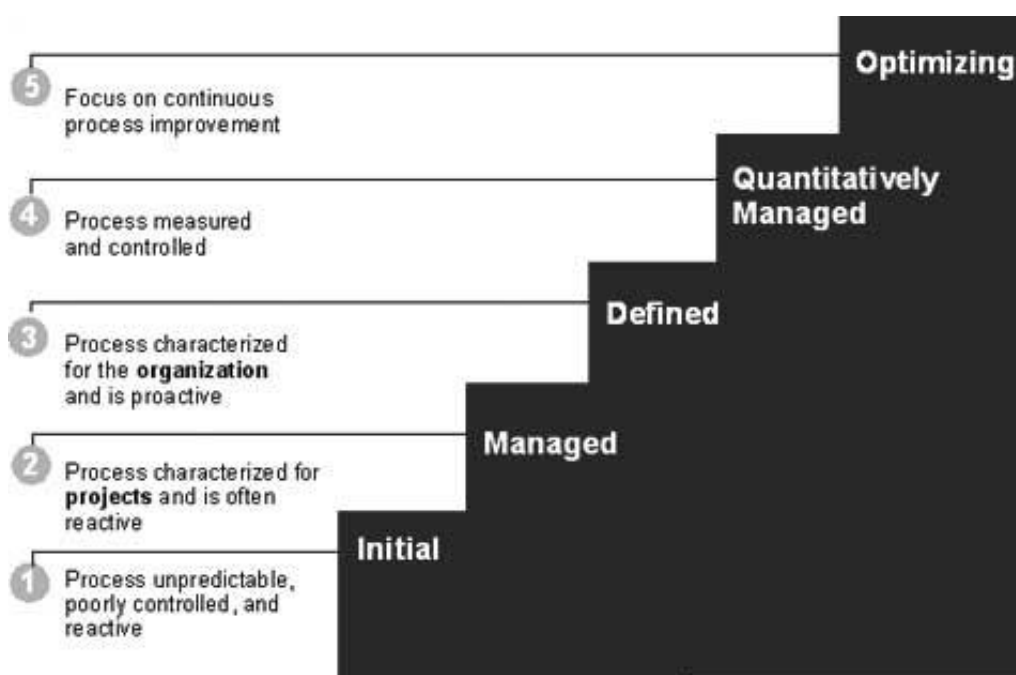 Optimizing
5
Focus on continuous
process improvement
Quantitatively
Managed
4
Process measured
and controlled
Defined
3
Process characterized
for the organization
and is proactive
Managed
2
Process characterized for
projects and is often
reactive
Initial
1
Process unpredictable,
poorly controlled, and
reactive